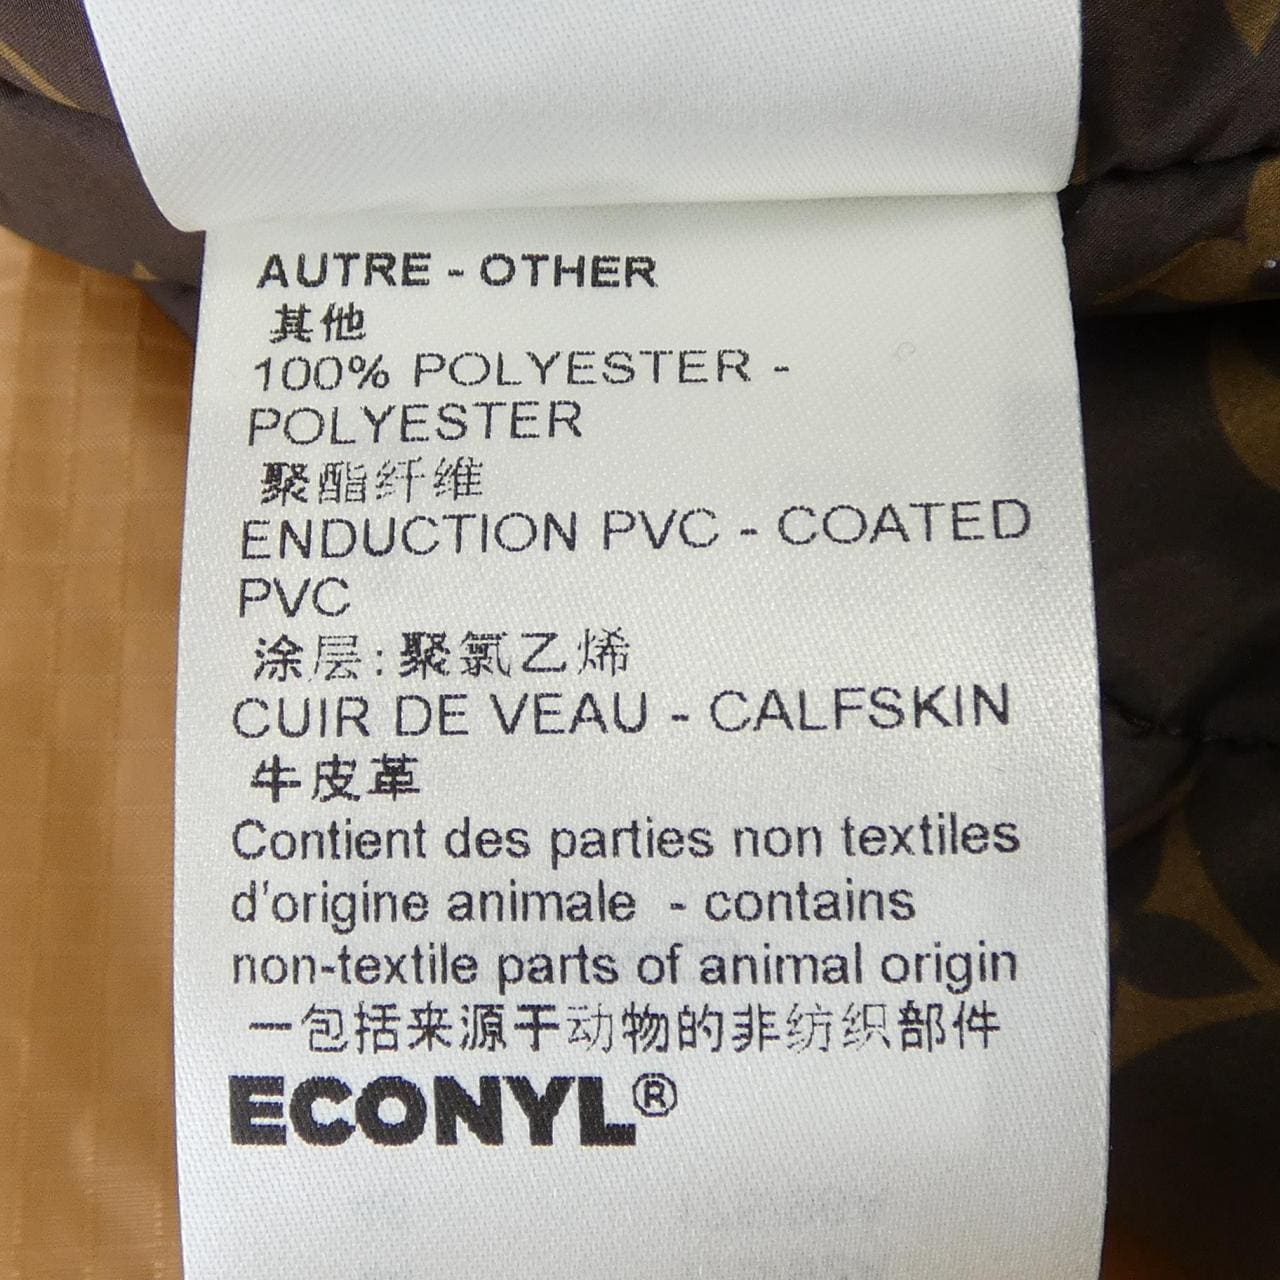 AUTRE - OTHER
其他
100% POLYESTER -
POLYESTER
聚酯纤维
ENDUCTION PVC - COATED
PVC
涂层:聚氯乙烯
CUIR DE VEAU - CALFSKIN
牛皮革
Contient des parties non textiles
d'origine animale - contains
non-textile parts of animal origin
一包括来源于动物的非纺织部件
ECONYL®